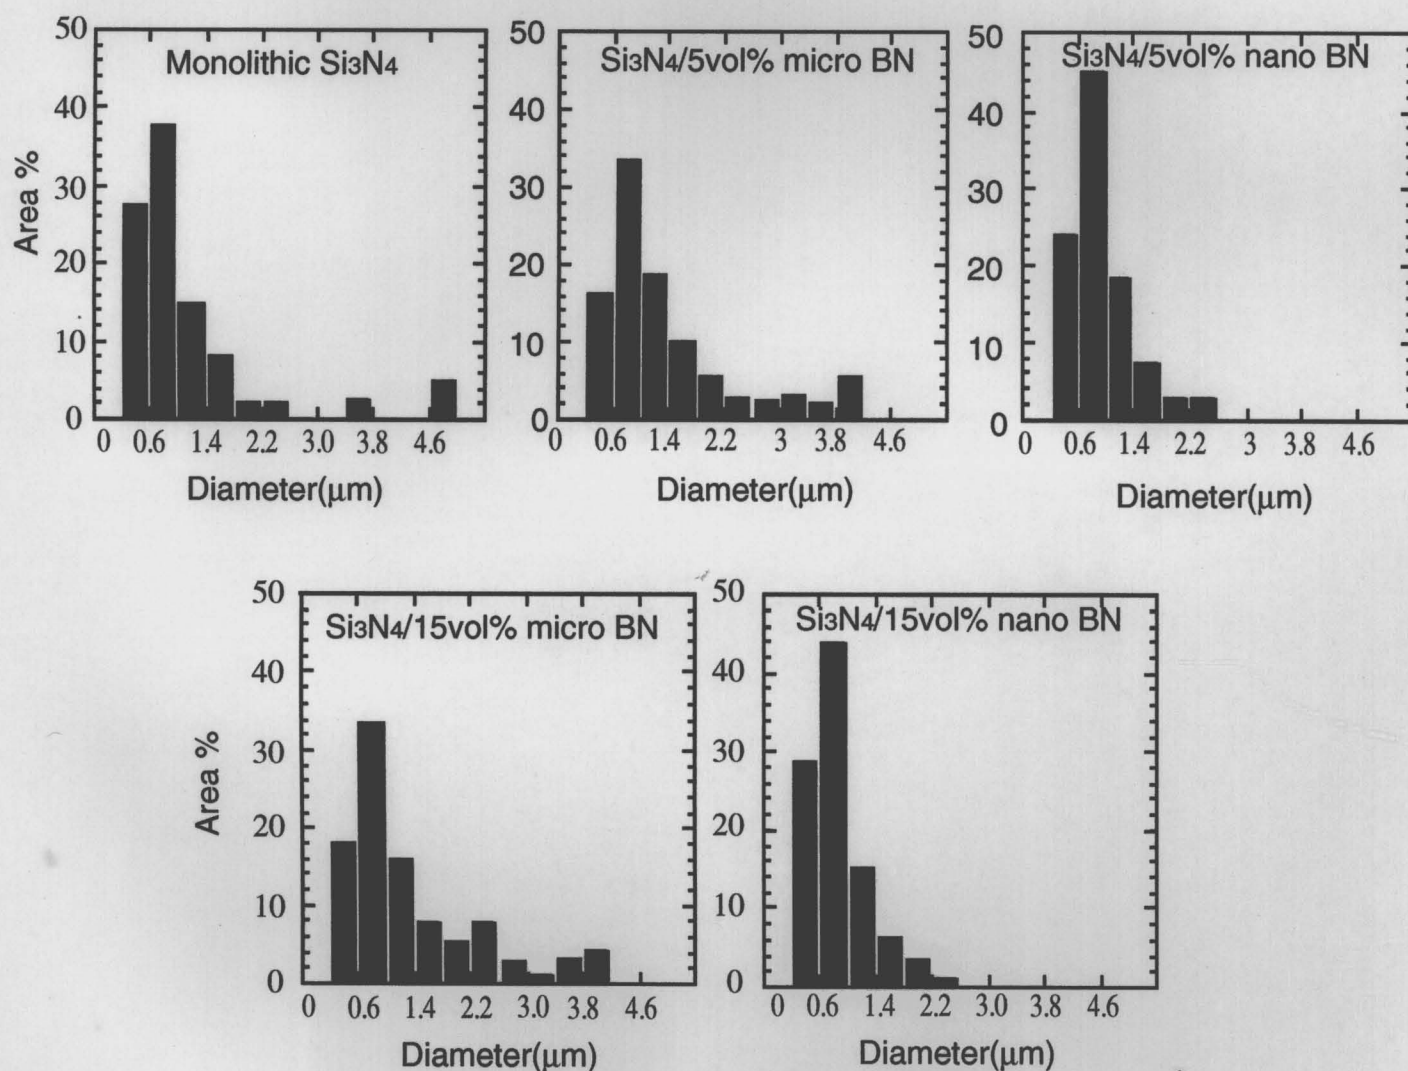 Monolithic Si3N4
50
40
30
20
10
0
Area %
0 0.6 1.4 2.2 3.0 3.8 4.6
Diameter(μm)
Si3N4/5vol% micro BN
50
40
30
20
10
0
0 0.6 1.4 2.2 3 3.8 4.6
Diameter(μm)
Si3N4/5vol% nano BN
50
40
30
20
10
0
0 0.6 1.4 2.2 3 3.8 4.6
Diameter(μm)
Si3N4/15vol% micro BN
50
40
30
20
10
0
Area %
0 0.6 1.4 2.2 3.0 3.8 4.6
Diameter(μm)
Si3N4/15vol% nano BN
50
40
30
20
10
0
0 0.6 1.4 2.2 3.0 3.8 4.6
Diameter(μm)